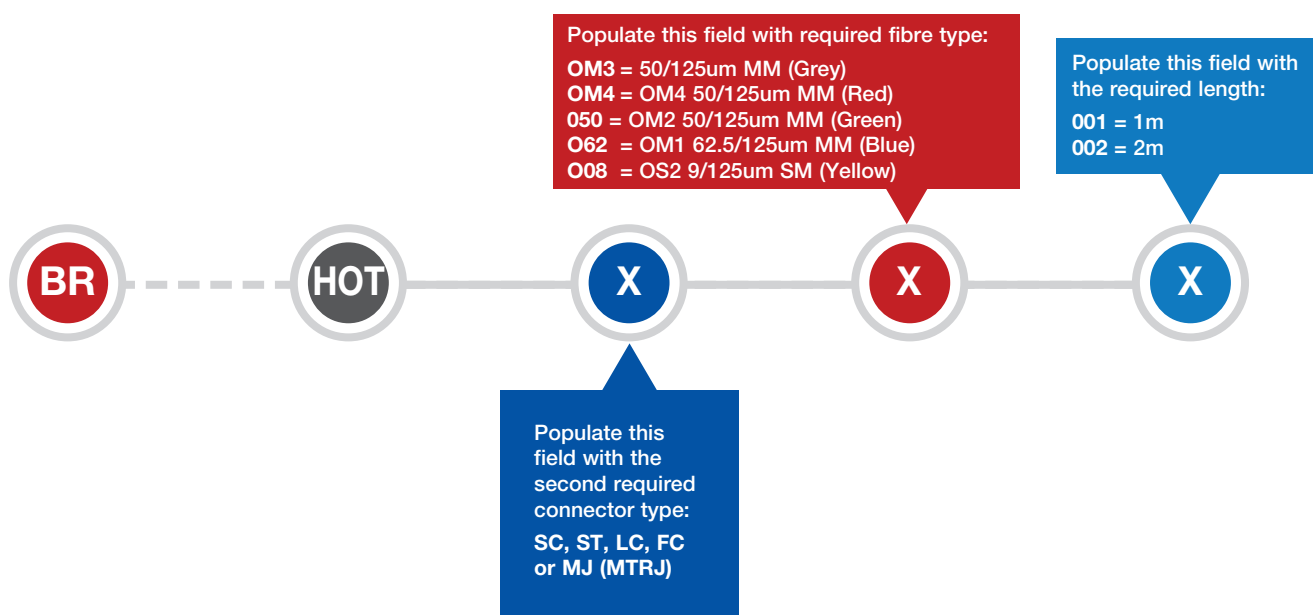 Populate this field with required fibre type:
OM3 = 50/125um MM (Grey)
OM4 = OM4 50/125um MM (Red)
050 = OM2 50/125um MM (Green)
O62 = OM1 62.5/125um MM (Blue)
O08 = OS2 9/125um SM (Yellow)
Populate this field with
the required length:
001 = 1m
002 = 2m
BR
HOT
X
X
X
Populate this
field with the
second required
connector type:
SC, ST, LC, FC
or MJ (MTRJ)